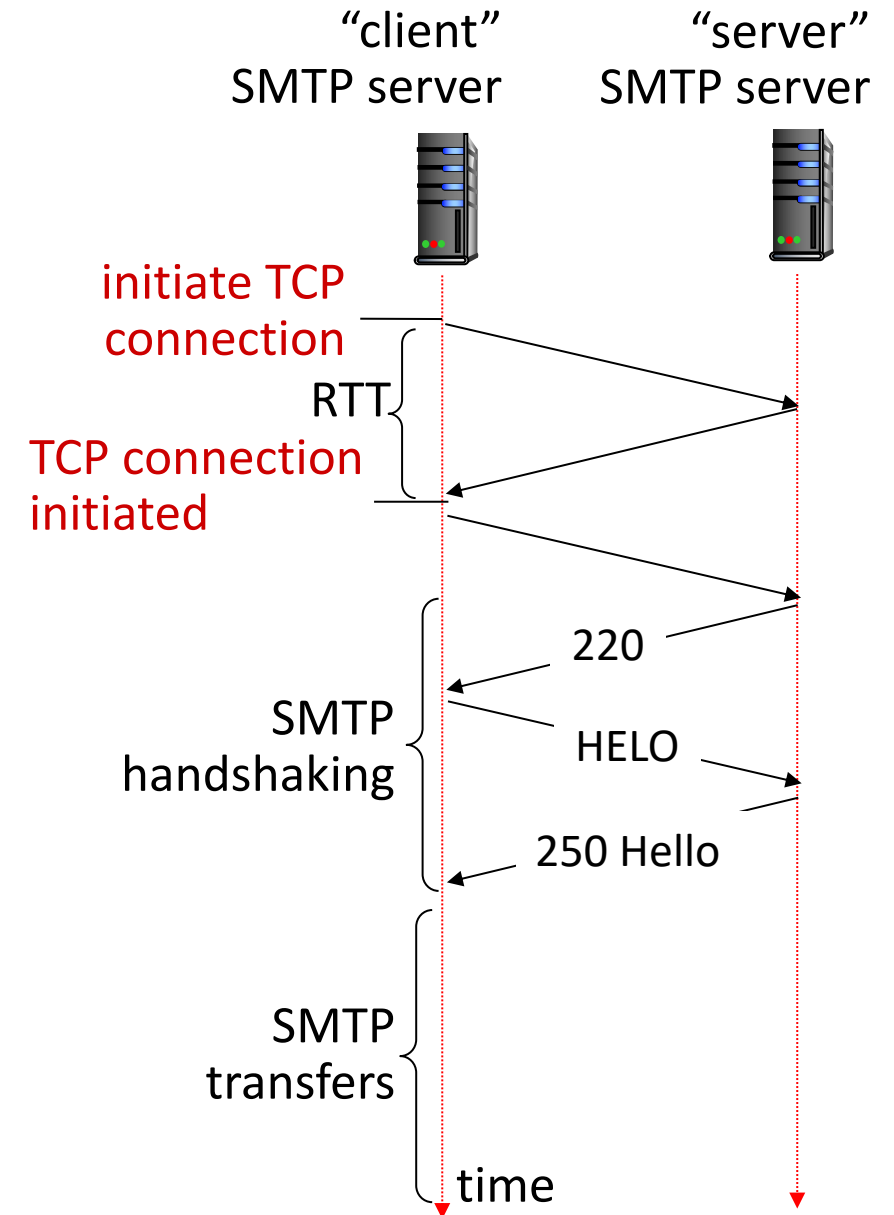 “client”
SMTP server
“server”
SMTP server
initiate TCP
connection
RTT
TCP connection
initiated
220
SMTP
handshaking
HELO
250 Hello
SMTP
transfers
time